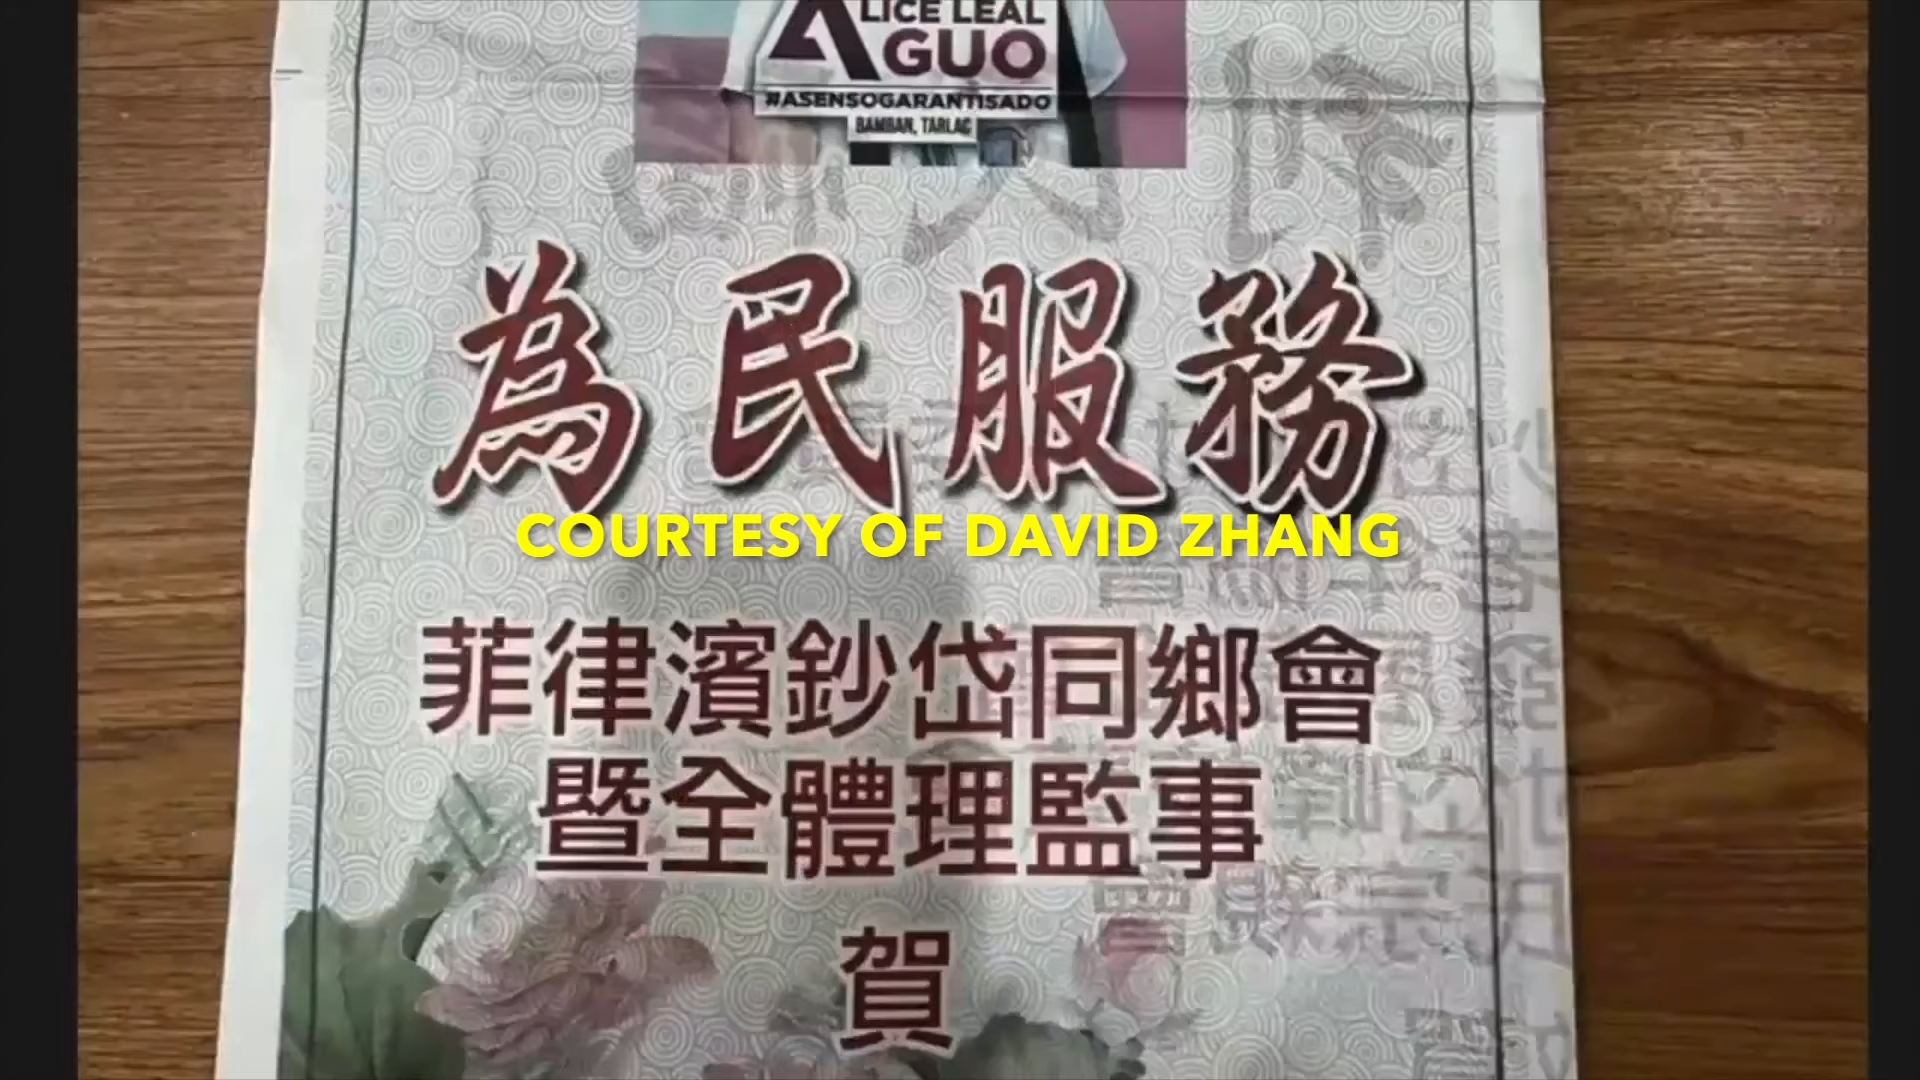 ALICE LEAL
GUO
#ASENSOGARANTISADO
BAMBAN, TARLAC
為民服務
COURTESY OF DAVID ZHANG
菲律濱鈔岱同鄉會
暨全體理監事
賀